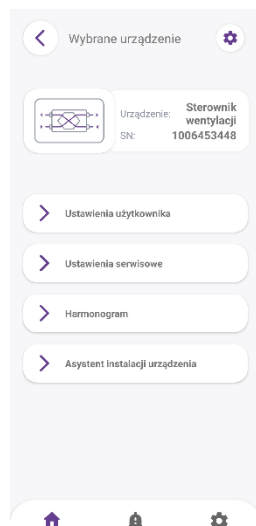 Wybrane urządzenie
Urządzenie: Sterownik
wentylacji
SN: 1006453448
Ustawienia użytkownika
Ustawienia serwisowe
Harmonogram
Asystent instalacji urządzenia